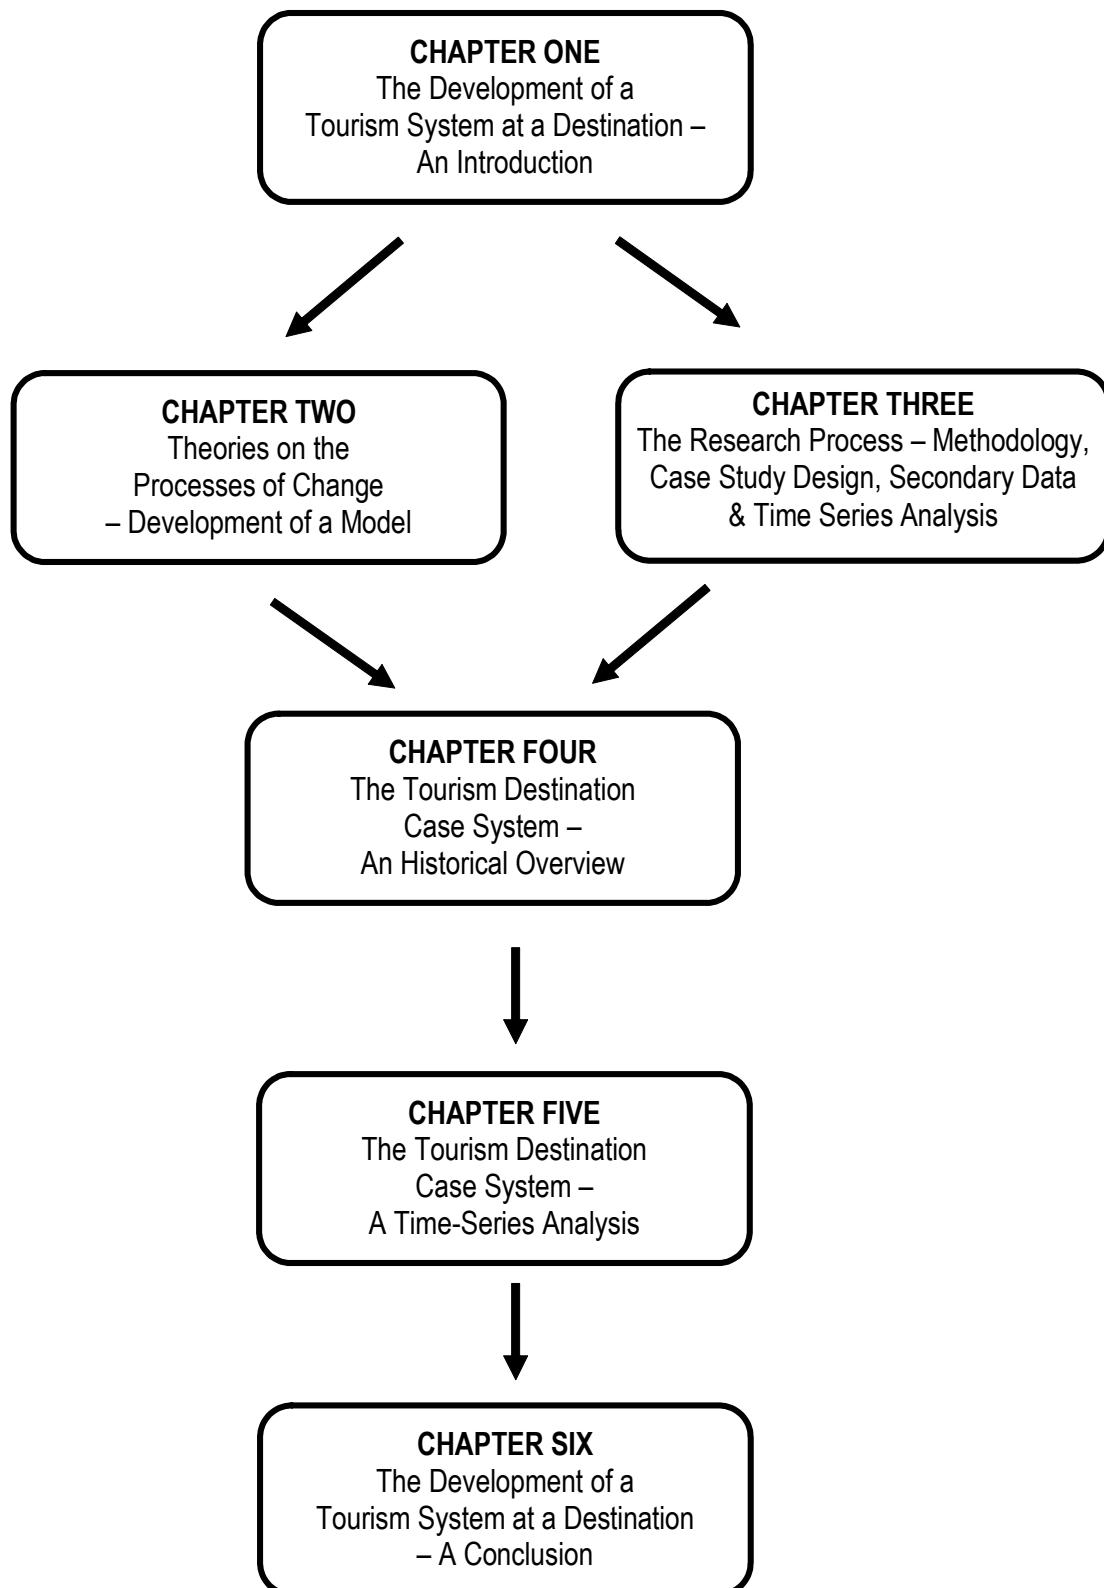 CHAPTER ONE
The Development of a
Tourism System at a Destination –
An Introduction
CHAPTER TWO
Theories on the
Processes of Change
– Development of a Model
CHAPTER THREE
The Research Process – Methodology,
Case Study Design, Secondary Data
& Time Series Analysis
CHAPTER FOUR
The Tourism Destination
Case System –
An Historical Overview
CHAPTER FIVE
The Tourism Destination
Case System –
A Time-Series Analysis
CHAPTER SIX
The Development of a
Tourism System at a Destination
– A Conclusion